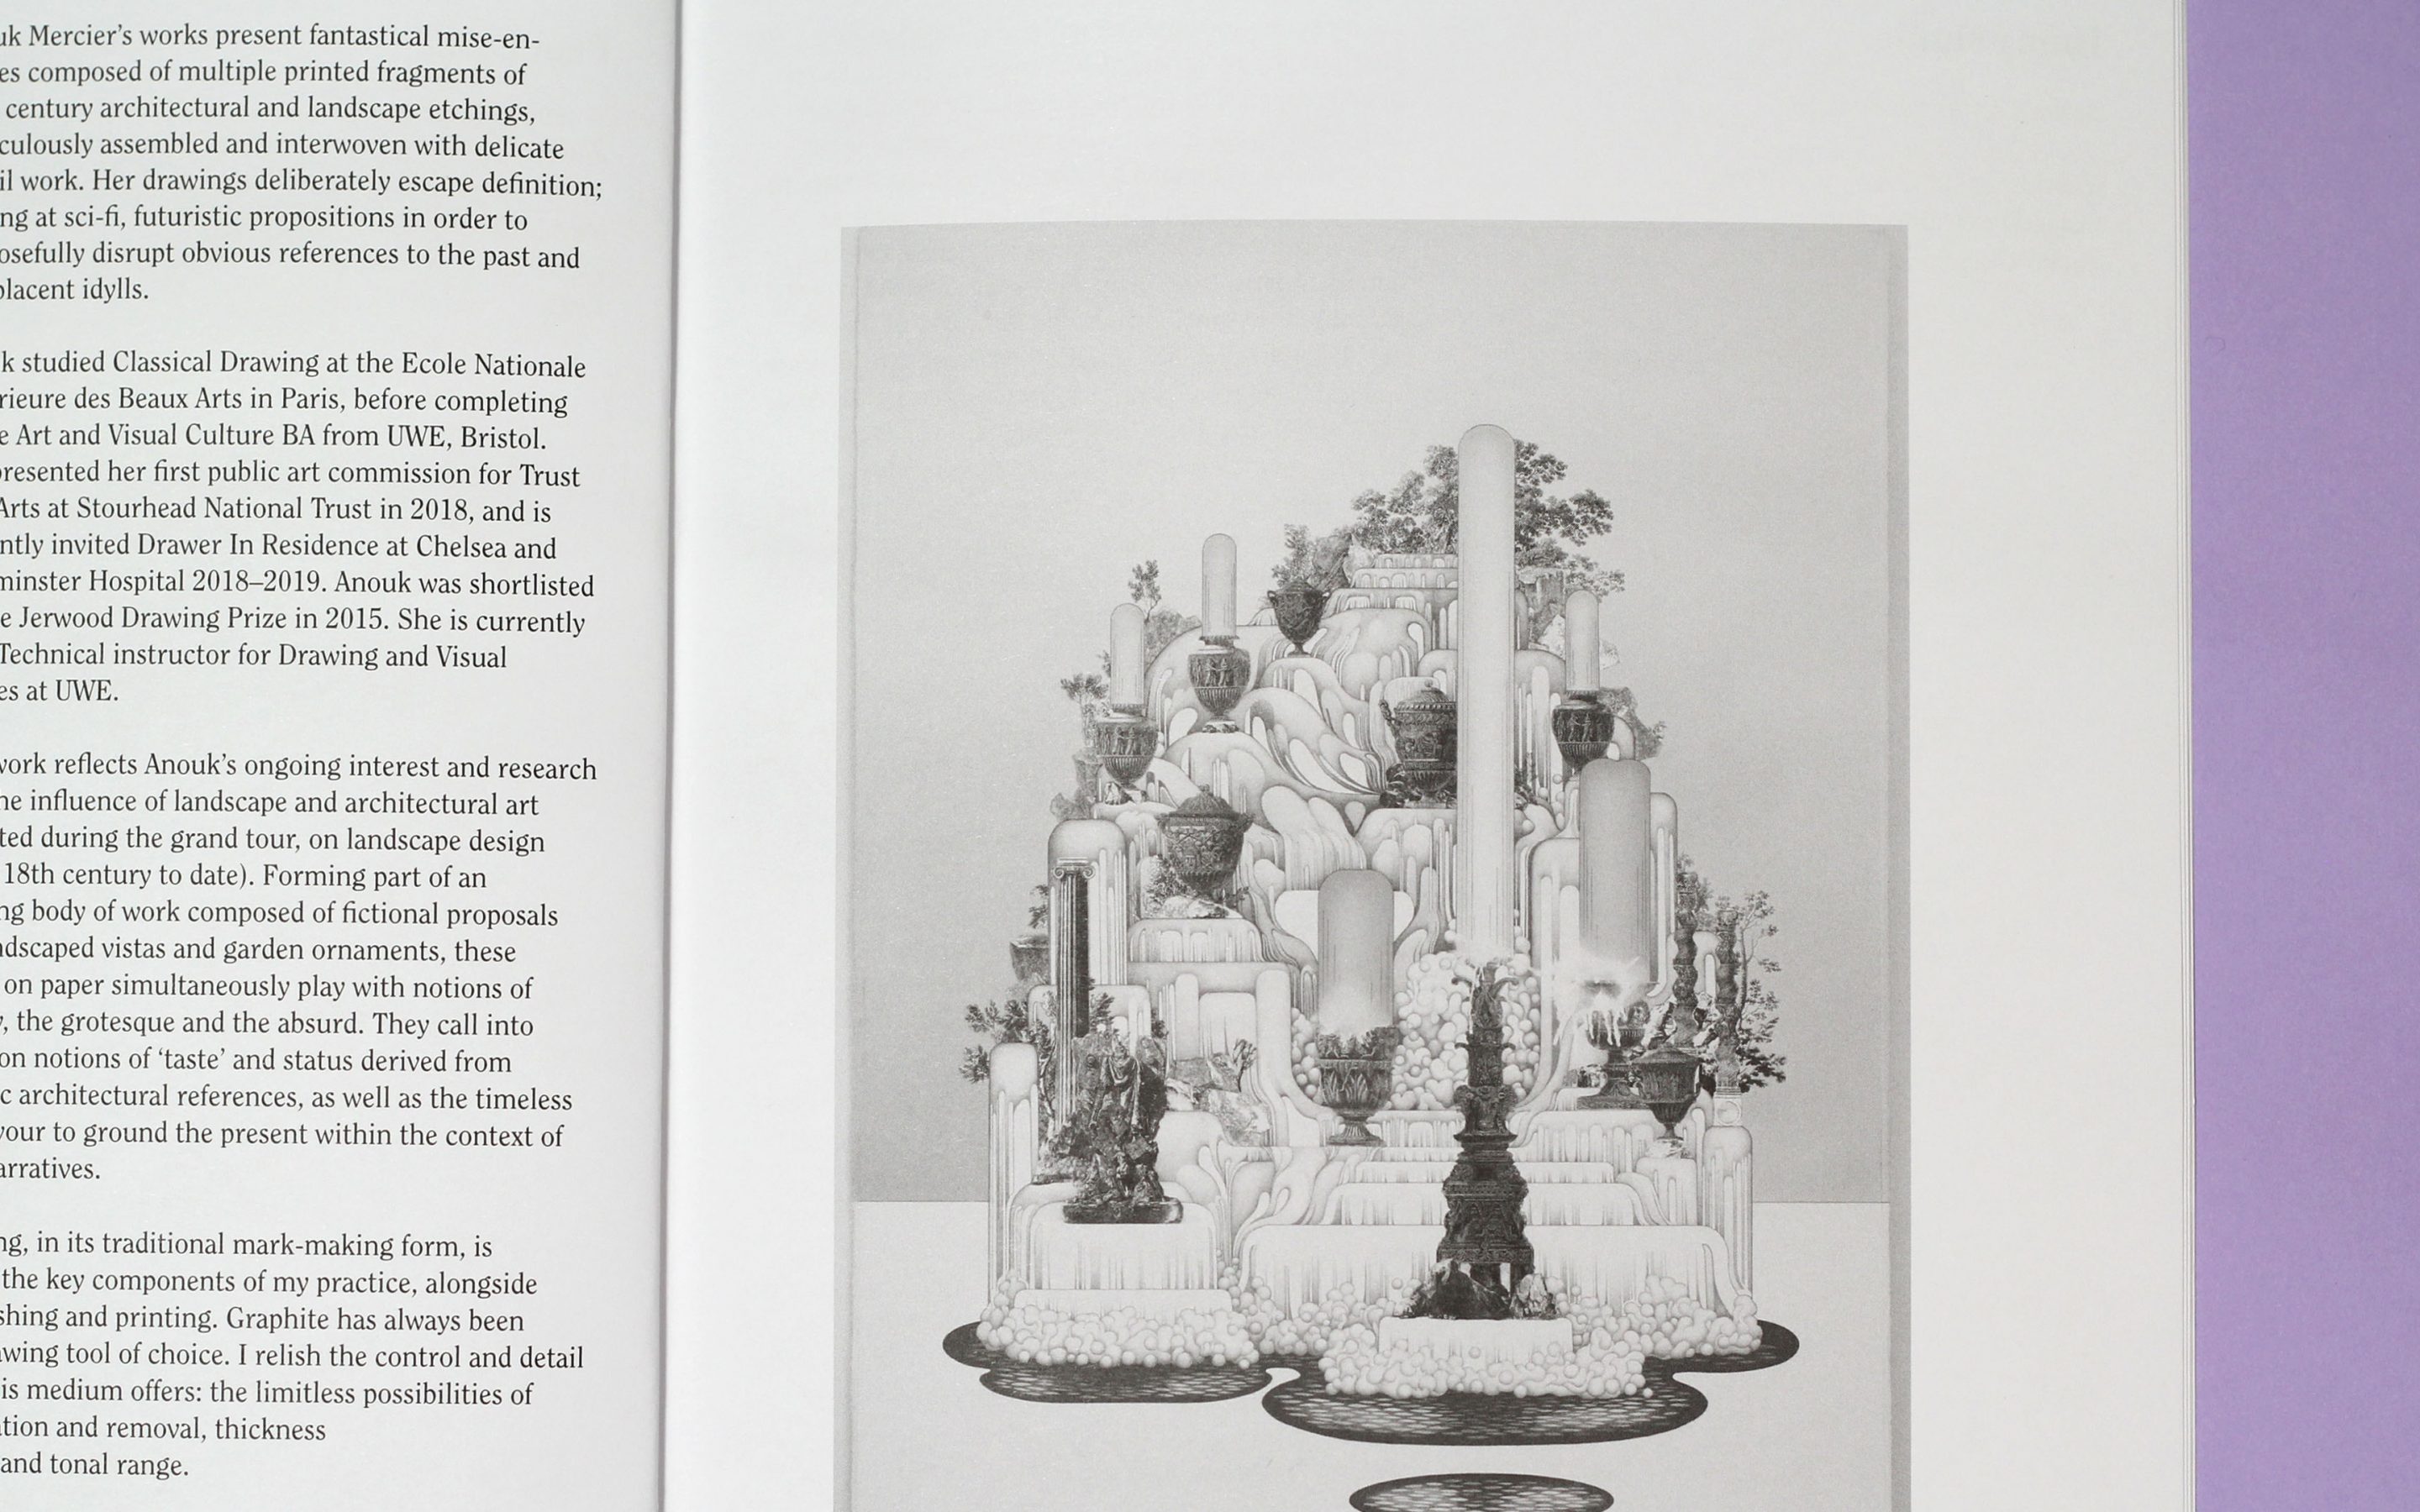 uk Mercier's works present fantastical mise-en-
es composed of multiple printed fragments of
century architectural and landscape etchings,
culously assembled and interwoven with delicate
il work. Her drawings deliberately escape definition;
ng at sci-fi, futuristic propositions in order to
osefully disrupt obvious references to the past and
placent idylls.
k studied Classical Drawing at the Ecole Nationale
rieure des Beaux Arts in Paris, before completing
e Art and Visual Culture BA from UWE, Bristol.
presented her first public art commission for Trust
Arts at Stourhead National Trust in 2018, and is
ntly invited Drawer In Residence at Chelsea and
minster Hospital 2018–2019. Anouk was shortlisted
e Jerwood Drawing Prize in 2015. She is currently
Technical instructor for Drawing and Visual
es at UWE.
work reflects Anouk's ongoing interest and research
he influence of landscape and architectural art
ted during the grand tour, on landscape design
18th century to date). Forming part of an
ng body of work composed of fictional proposals
ndscaped vistas and garden ornaments, these
on paper simultaneously play with notions of
, the grotesque and the absurd. They call into
on notions of ‘taste’ and status derived from
c architectural references, as well as the timeless
vour to ground the present within the context of
arratives.
ng, in its traditional mark-making form, is
the key components of my practice, alongside
shing and printing. Graphite has always been
wing tool of choice. I relish the control and detail
is medium offers: the limitless possibilities of
tion and removal, thickness
and tonal range.